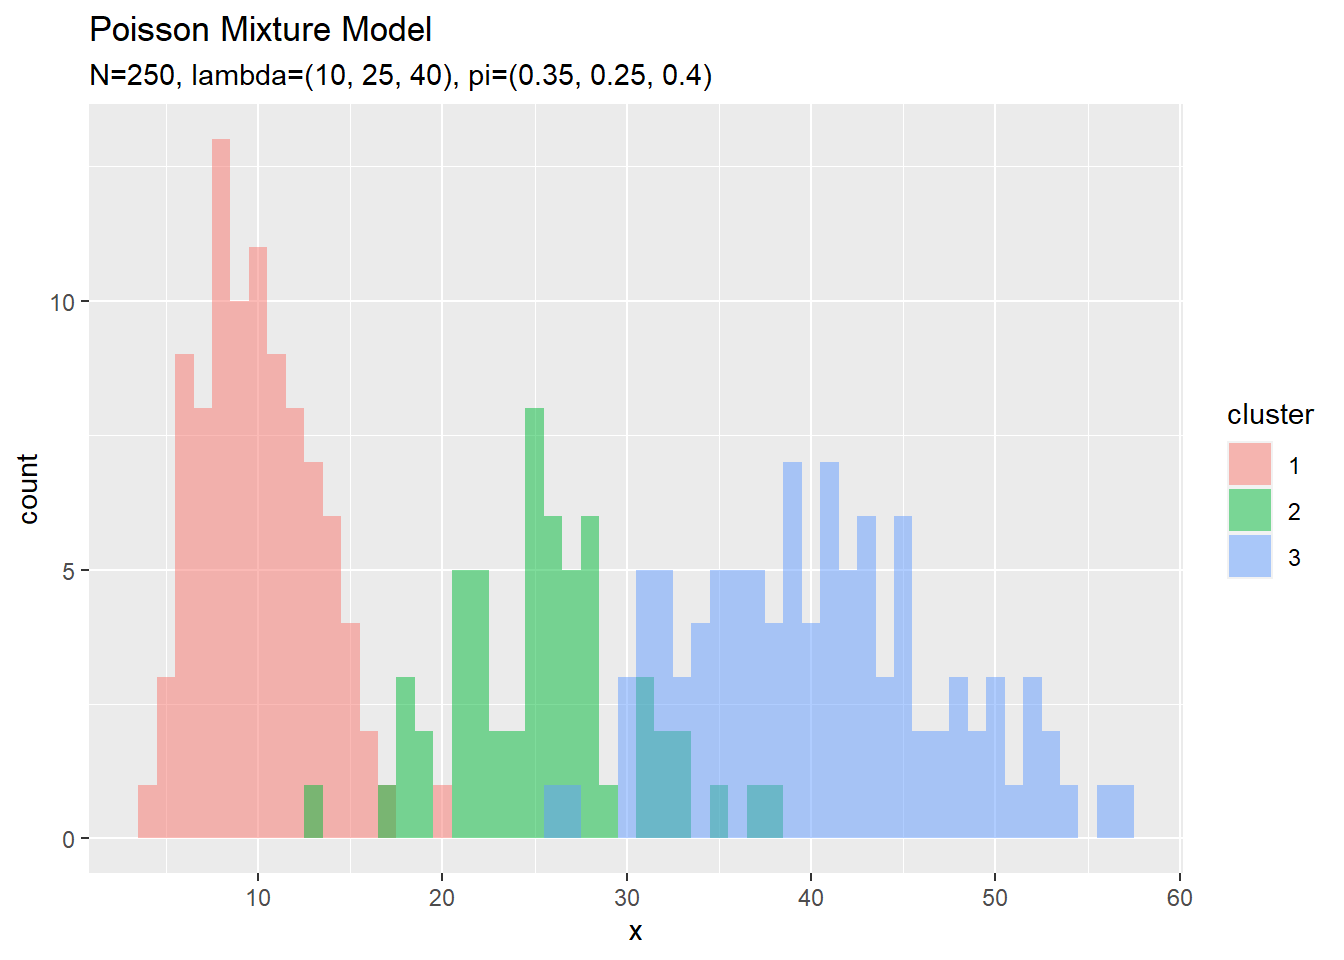 Poisson Mixture Model
N=250, lambda=(10, 25, 40), pi=(0.35, 0.25, 0.4)
10
5
0
count
10 20 30 40 50 60
x
cluster
1
2
3